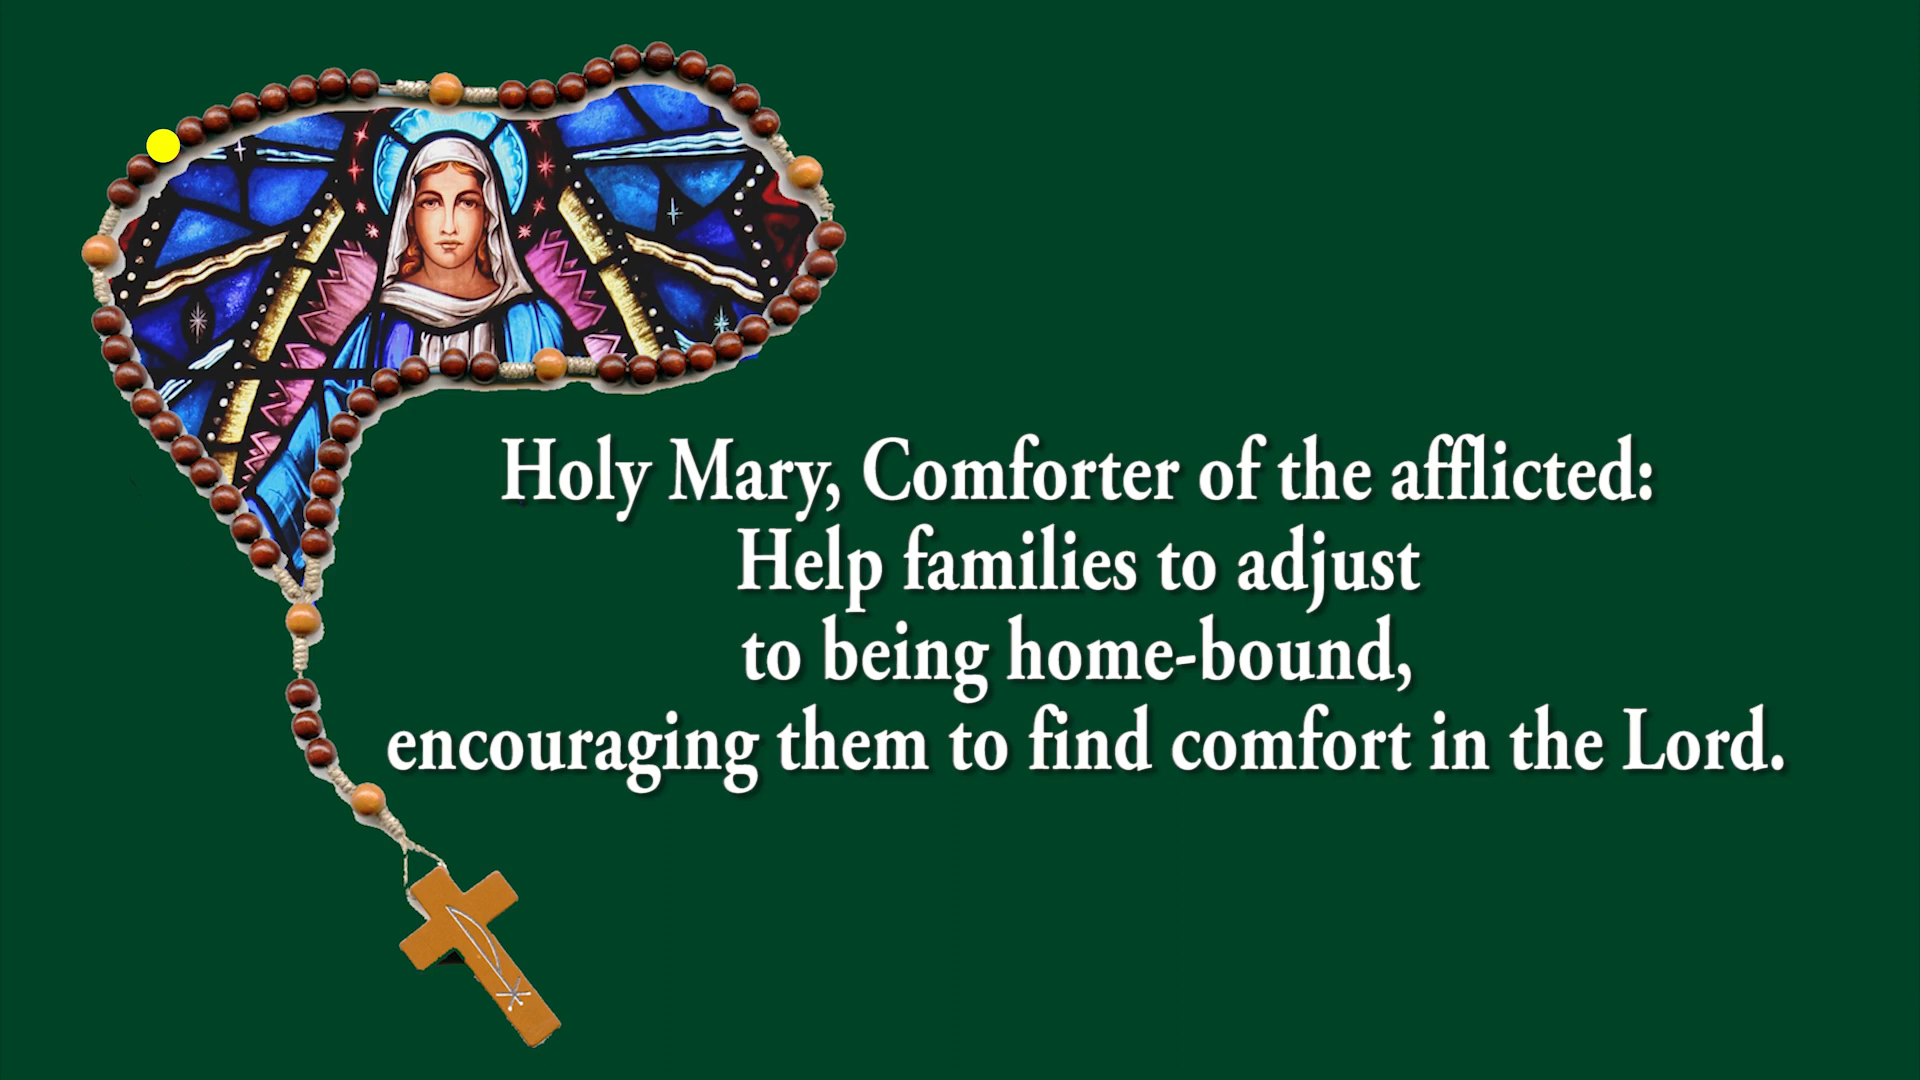 Holy Mary, Comforter of the afflicted:
Help families to adjust
to being home-bound,
encouraging them to find comfort in the Lord.